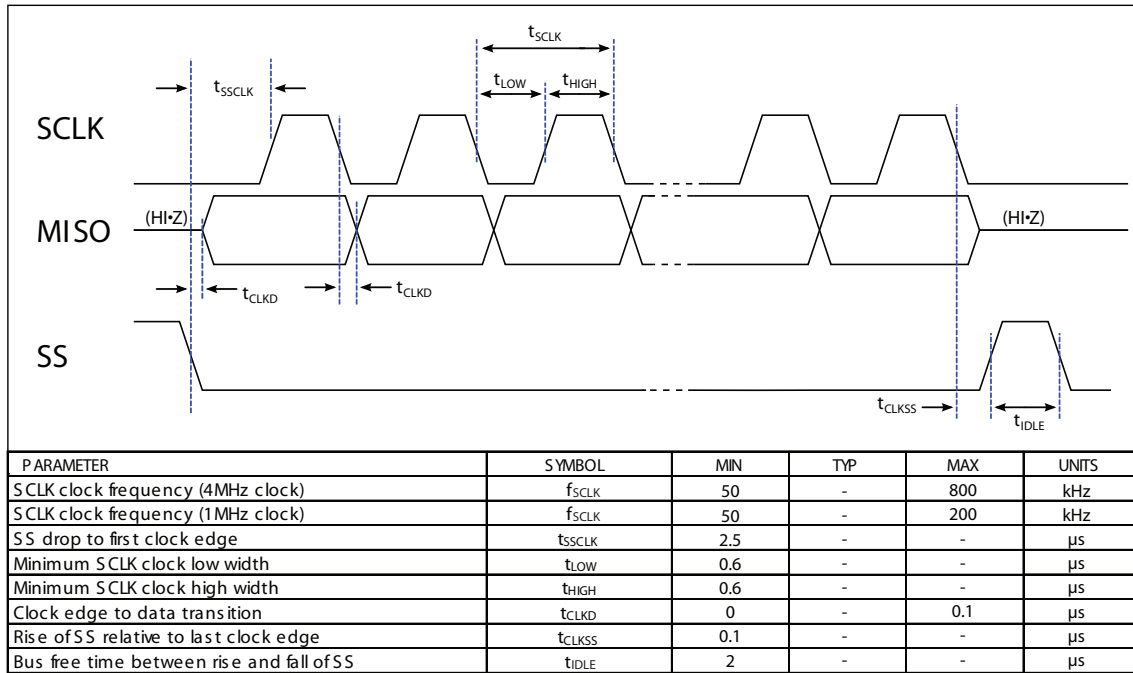 tSCLK
tSSCLK
tLOW
tHIGH
SCLK
(HI•Z)
(HI•Z)
MISO
tCLKD
tCLKD
SS
tCLKSS
tIDLE
PARAMETER SYMBOL MIN TYP MAX UNITS
SCLK clock frequency (4MHz clock) fSCLK 50 - 800 kHz
SCLK clock frequency (1MHz clock) fSCLK 50 - 200 kHz
SS drop to first clock edge tSSCLK 2.5 - - µs
Minimum SCLK clock low width tLOW 0.6 - - µs
Minimum SCLK clock high width tHIGH 0.6 - - µs
Clock edge to data transition tCLKD 0 - 0.1 µs
Rise of SS relative to last clock edge tCLKSS 0.1 - - µs
Bus free time between rise and fall of SS tIDLE 2 - - µs